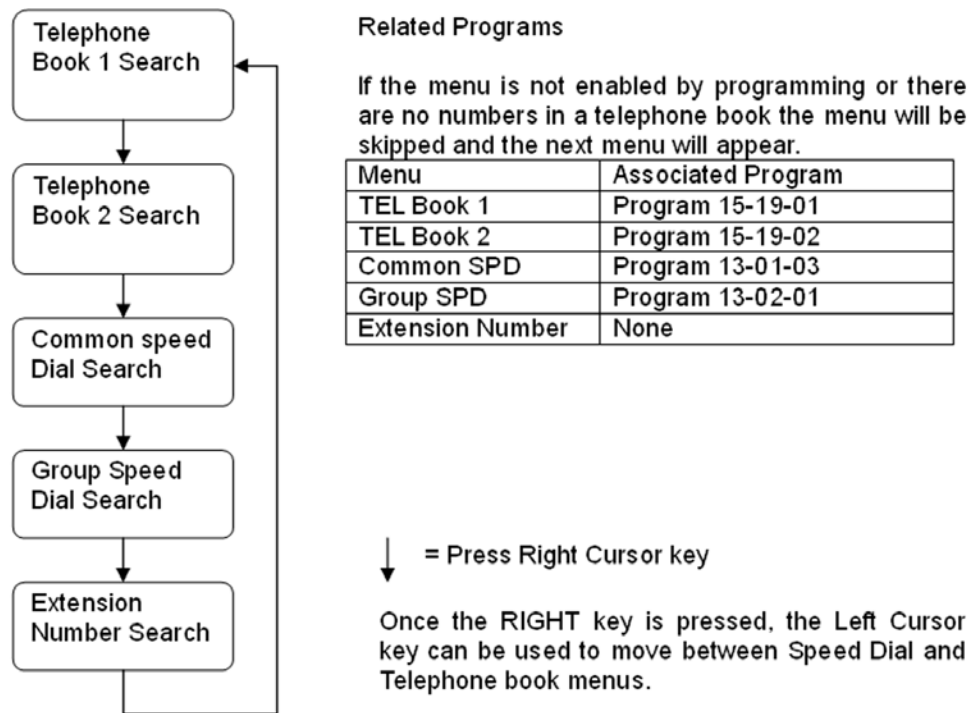 Telephone
Book 1 Search
Telephone
Book 2 Search
Common speed
Dial Search
Group Speed
Dial Search
Extension
Number Search
Related Programs
If the menu is not enabled by programming or there
are no numbers in a telephone book the menu will be
skipped and the next menu will appear.
Menu Associated Program
TEL Book 1 Program 15-19-01
TEL Book 2 Program 15-19-02
Common SPD Program 13-01-03
Group SPD Program 13-02-01
Extension Number None
= Press Right Cursor key
Once the RIGHT key is pressed, the Left Cursor
key can be used to move between Speed Dial and
Telephone book menus.